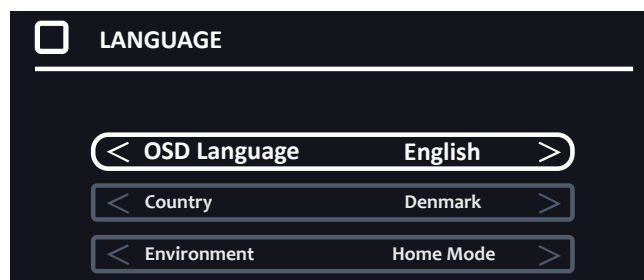 LANGUAGE
< OSD Language English >
< Country Denmark >
< Environment Home Mode >